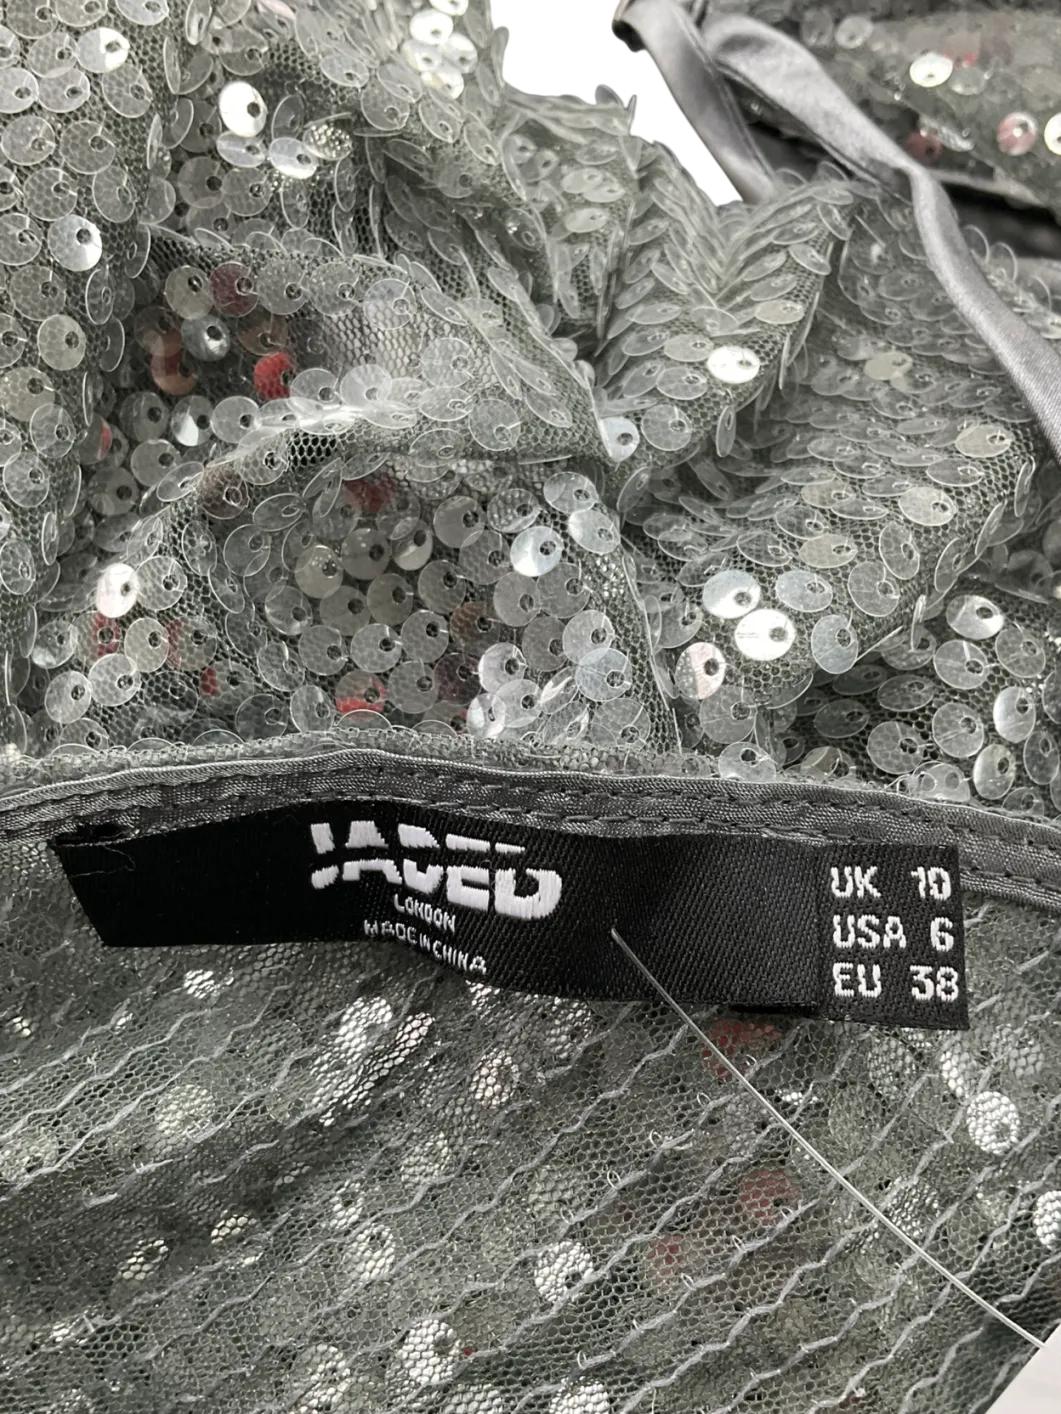 JADED
LONDON
MADE IN CHINA
UK 10
USA 6
EU 38